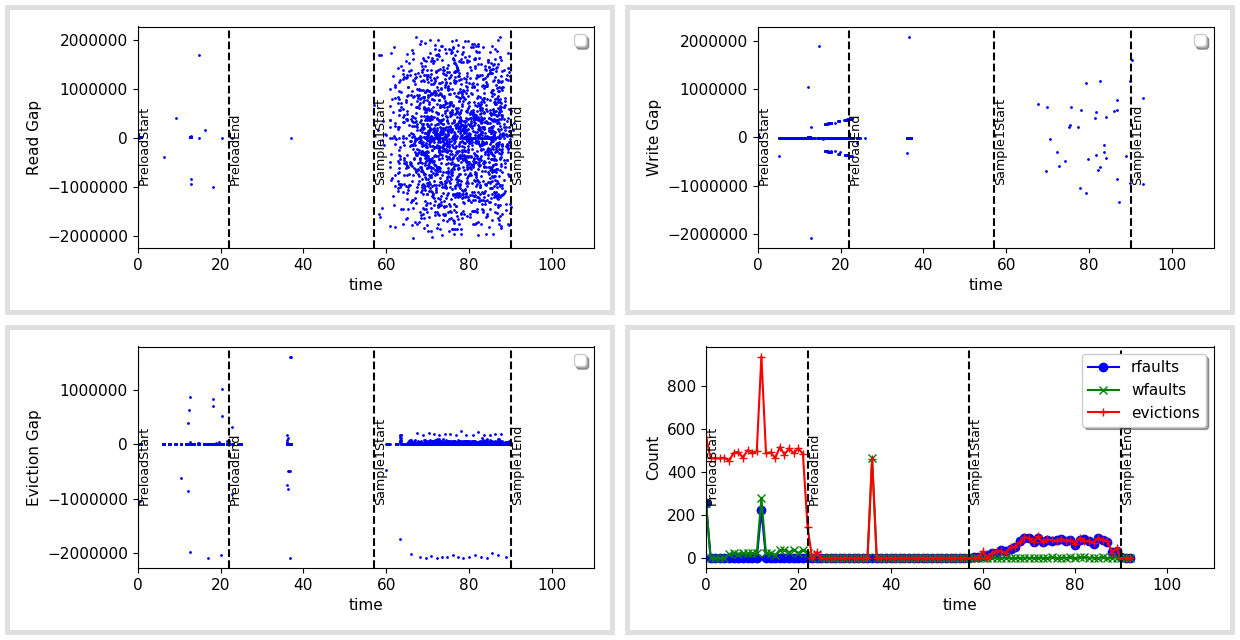 2000000
1000000
0
−1000000
−2000000
Read Gap
PreloadStart
PreloadEnd
Sample1Start
Sample1End
0 20 40 60 80 100
time
2000000
1000000
0
−1000000
−2000000
Write Gap
PreloadStart
PreloadEnd
Sample1Start
Sample1End
0 20 40 60 80 100
time
1000000
0
−1000000
−2000000
Eviction Gap
PreloadStart
PreloadEnd
Sample1Start
Sample1End
0 20 40 60 80 100
time
800
600
400
200
0
Count
PreloadStart
PreloadEnd
Sample1Start
Sample1End
rfaults
wfaults
evictions
0 20 40 60 80 100
time